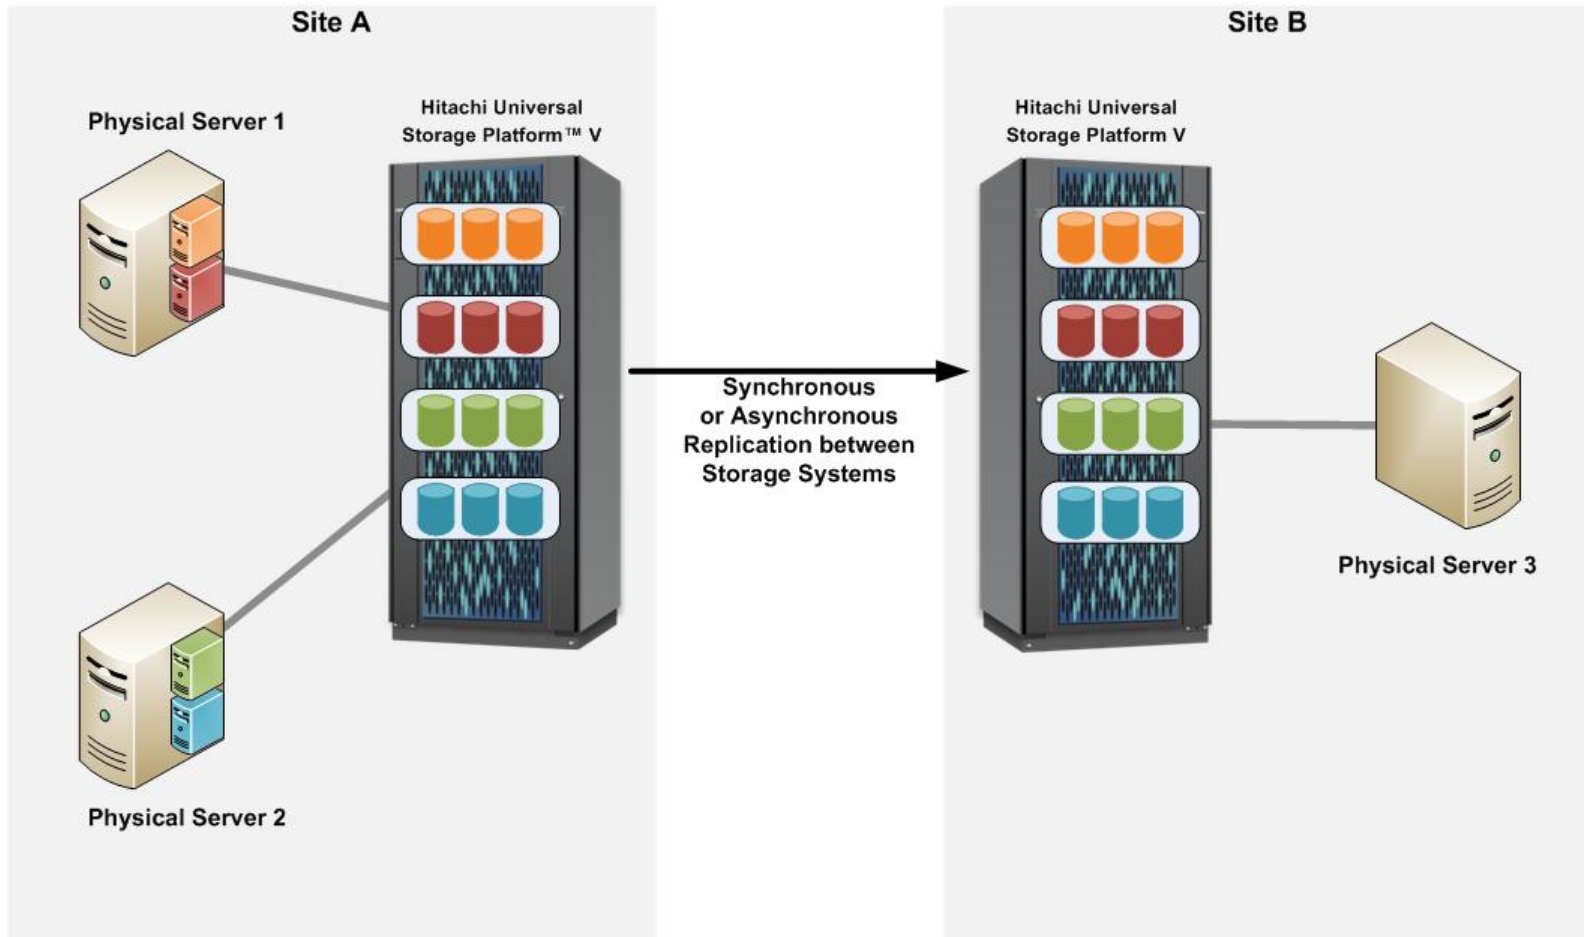 Site A
Site B
Physical Server 1
Hitachi Universal
Storage Platform™ V
Hitachi Universal
Storage Platform V
Synchronous
or Asynchronous
Replication between
Storage Systems
Physical Server 3
Physical Server 2